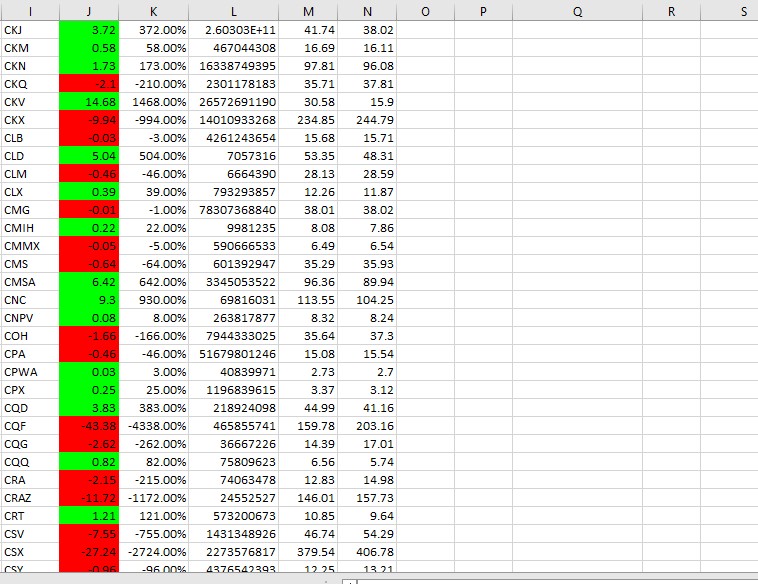 I J K L M N O P Q R S
CKJ 3.72 372.00% 2.60303E+11 41.74 38.02
CKM 0.58 58.00% 467044308 16.69 16.11
CKN 1.73 173.00% 16338749395 97.81 96.08
CKQ -2.1 -210.00% 2301178183 35.71 37.81
CKV 14.68 1468.00% 26572691190 30.58 15.9
CKX -9.94 -994.00% 14010933268 234.85 244.79
CLB -0.03 -3.00% 4261243654 15.68 15.71
CLD 5.04 504.00% 7057316 53.35 48.31
CLM -0.46 -46.00% 6664390 28.13 28.59
CLX 0.39 39.00% 793293857 12.26 11.87
CMG -0.01 -1.00% 78307368840 38.01 38.02
CMIH 0.22 22.00% 9981235 8.08 7.86
CMMX -0.05 -5.00% 590666533 6.49 6.54
CMS -0.64 -64.00% 601392947 35.29 35.93
CMSA 6.42 642.00% 3345053522 96.36 89.94
CNC 9.3 930.00% 69816031 113.55 104.25
CNPV 0.08 8.00% 263817877 8.32 8.24
COH -1.66 -166.00% 7944333025 35.64 37.3
CPA -0.46 -46.00% 51679801246 15.08 15.54
CPWA 0.03 3.00% 40839971 2.73 2.7
CPX 0.25 25.00% 1196839615 3.37 3.12
CQD 3.83 383.00% 218924098 44.99 41.16
CQF -43.38 -4338.00% 465855741 159.78 203.16
CQG -2.62 -262.00% 36667226 14.39 17.01
CQQ 0.82 82.00% 75809623 6.56 5.74
CRA -2.15 -215.00% 74063478 12.83 14.98
CRAZ -11.72 -1172.00% 24552527 146.01 157.73
CRT 1.21 121.00% 573200673 10.85 9.64
CSV -7.55 -755.00% 1431348926 46.74 54.29
CSX -27.24 -2724.00% 2273576817 379.54 406.78
CSY -0.96 -96.00% 4376542393 12.25 13.21